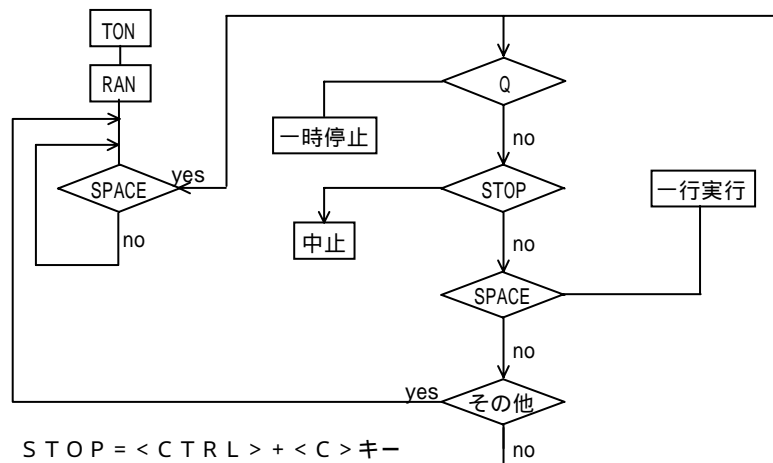 TON
RAN
SPACE
yes
no
Q
一時停止
no
STOP
中止
no
一行実行
SPACE
no
yes
その他
no
ＳＴＯＰ＝＜ＣＴＲＬ＞＋＜Ｃ＞キー